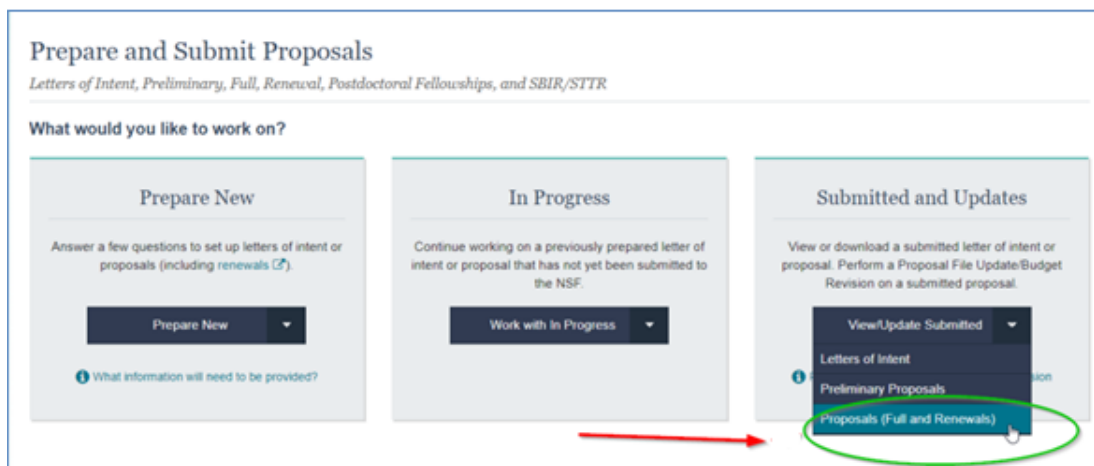 Prepare and Submit Proposals
Letters of Intent, Preliminary, Full, Renewal, Postdoctoral Fellowships, and SBIR/STTR
What would you like to work on?
Prepare New
Answer a few questions to set up letters of intent or
proposals (including renewals).
Prepare New
What information will need to be provided?
In Progress
Continue working on a previously prepared letter of
intent or proposal that has not yet been submitted to
the NSF.
Work with In Progress
Submitted and Updates
View or download a submitted letter of intent or
proposal. Perform a Proposal File Update/Budget
Revision on a submitted proposal.
View/Update Submitted
Letters of Intent
Preliminary Proposals
Proposals (Full and Renewals)